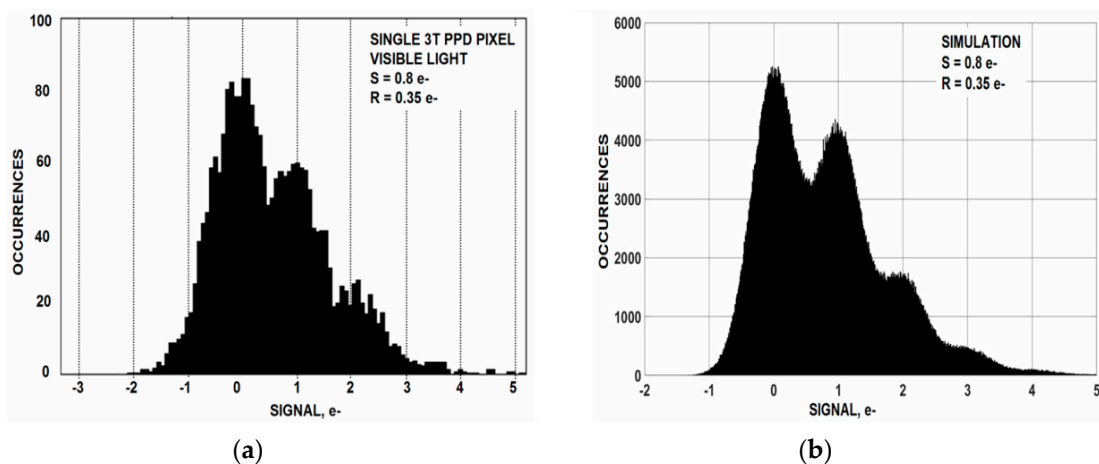 100
80
60
40
20
0
OCCURRENCES
SINGLE 3T PPD PIXEL
VISIBLE LIGHT
S = 0.8 e-
R = 0.35 e-
-3 -2 -1 0 1 2 3 4 5
SIGNAL, e-
(a)
6000
5000
4000
3000
2000
1000
0
OCCURRENCES
SIMULATION
S = 0.8 e-
R = 0.35 e-
-2 -1 0 1 2 3 4 5
SIGNAL, e-
(b)